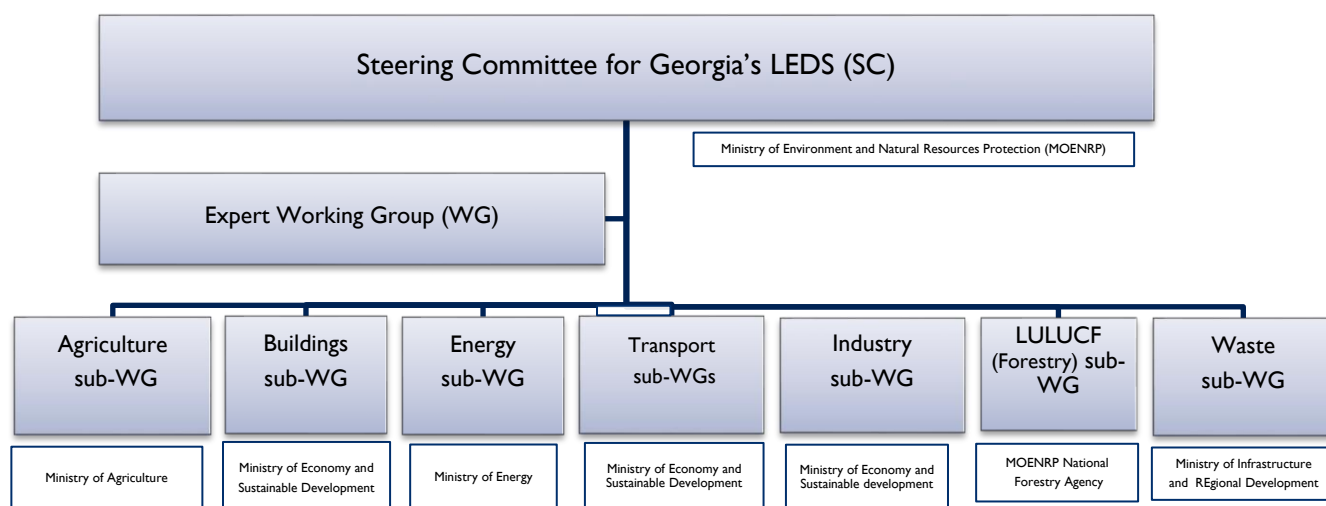 Steering Committee for Georgia’s LEDS (SC)
Ministry of Environment and Natural Resources Protection (MOENRP)
Expert Working Group (WG)
Agriculture
sub-WG
Buildings
sub-WG
Energy
sub-WG
Transport
sub-WGs
Industry
sub-WG
LULUCF
(Forestry) sub-
WG
Waste
sub-WG
Ministry of Agriculture
Ministry of Economy and
Sustainable Development
Ministry of Energy
Ministry of Economy and
Sustainable Development
Ministry of Economy and
Sustainable development
MOENRP National
Forestry Agency
Ministry of Infrastructure
and REgional Development